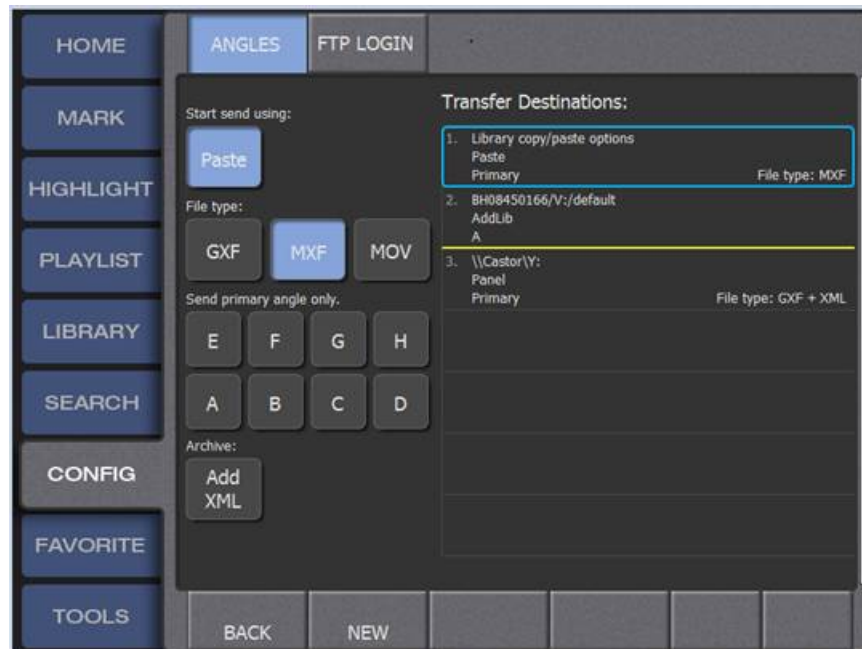 HOME
MARK
HIGHLIGHT
PLAYLIST
LIBRARY
SEARCH
CONFIG
FAVORITE
TOOLS
ANGLES
FTP LOGIN
Start send using:
Paste
File type:
GXF
MXF
MOV
Send primary angle only.
E
F
G
H
A
B
C
D
Archive:
Add
XML
Transfer Destinations:
1. Library copy/paste options
Paste
Primary File type: MXF
2. BH08450166/V:/default
AddLib
A
3. \\Castor\Y:
Panel
Primary File type: GXF + XML
BACK
NEW